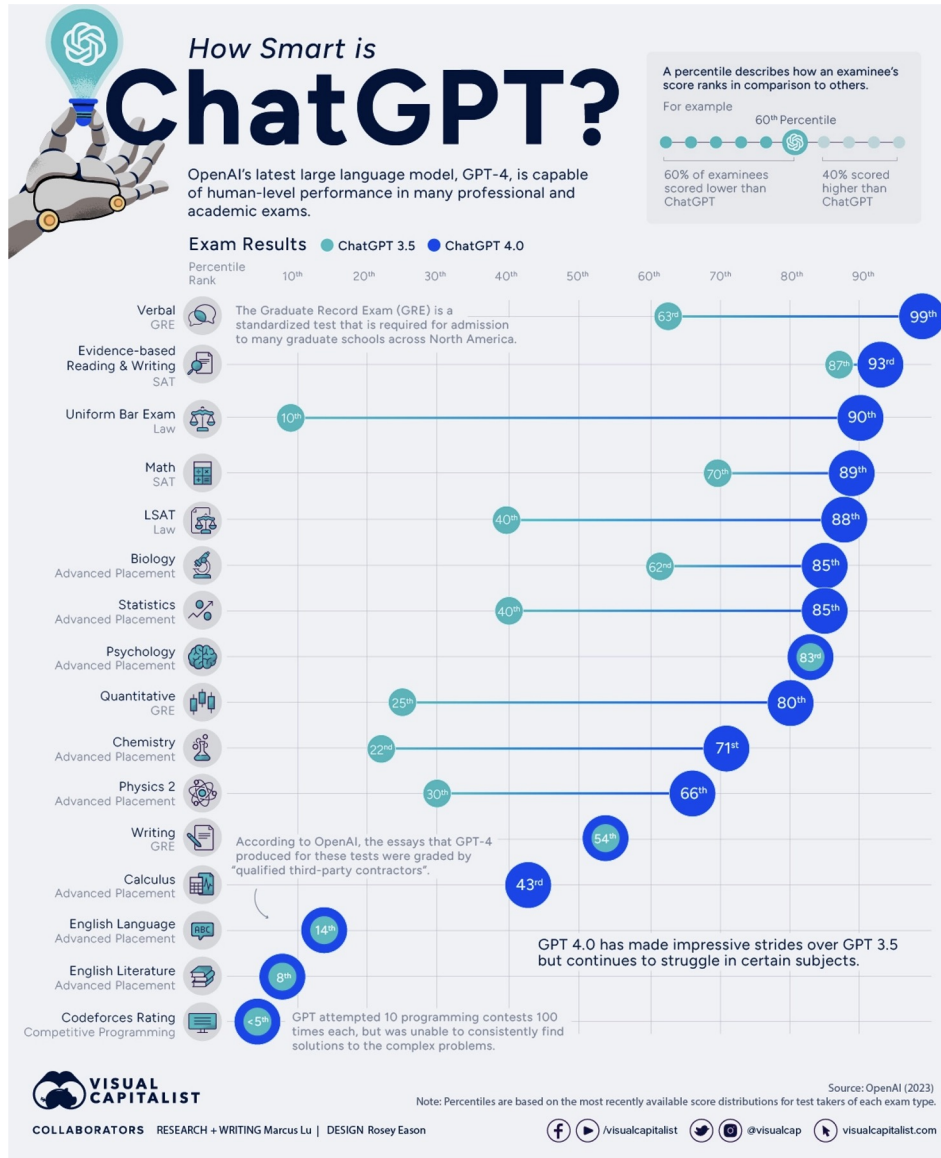 How Smart is
ChatGPT?
OpenAI's latest large language model, GPT-4, is capable
of human-level performance in many professional and
academic exams.
A percentile describes how an examinee's
score ranks in comparison to others.
For example
60th Percentile
60% of examinees
scored lower than
ChatGPT
40% scored
higher than
ChatGPT
Exam Results ChatGPT 3.5 ChatGPT 4.0
Percentile
Rank
10th 20th 30th 40th 50th 60th 70th 80th 90th
Verbal
GRE
The Graduate Record Exam (GRE) is a
standardized test that is required for admission
to many graduate schools across North America.
63rd 99th
Evidence-based
Reading & Writing
SAT
87th 93rd
Uniform Bar Exam
Law
10th 90th
Math
SAT
70th 89th
LSAT
Law
40th 88th
Biology
Advanced Placement
62nd 85th
Statistics
Advanced Placement
40th 85th
Psychology
Advanced Placement
83rd
Quantitative
GRE
25th 80th
Chemistry
Advanced Placement
22nd 71st
Physics 2
Advanced Placement
30th 66th
Writing
GRE
54th
According to OpenAI, the essays that GPT-4
produced for these tests were graded by
"qualified third-party contractors".
Calculus
Advanced Placement
43rd
English Language
Advanced Placement
ABC
14th
GPT 4.0 has made impressive strides over GPT 3.5
but continues to struggle in certain subjects.
English Literature
Advanced Placement
8th
Codeforces Rating
Competitive Programming
<5th
GPT attempted 10 programming contests 100
times each, but was unable to consistently find
solutions to the complex problems.
VISUAL
CAPITALIST
Source: OpenAI (2023)
Note: Percentiles are based on the most recently available score distributions for test takers of each exam type.
COLLABORATORS RESEARCH + WRITING Marcus Lu | DESIGN Rosey Eason
/visualcapitalist @visualcap visualcapitalist.com